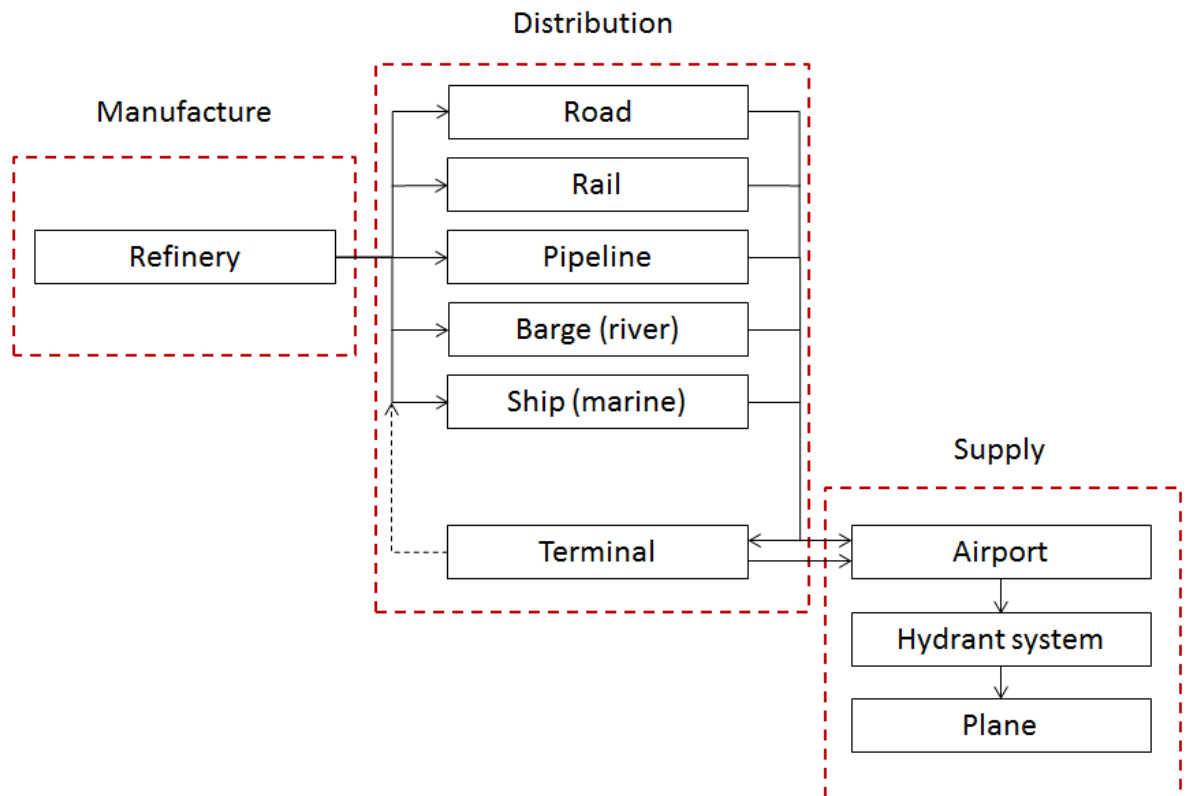 Distribution
Manufacture
Road
Rail
Refinery
Pipeline
Barge (river)
Ship (marine)
Supply
Terminal
Airport
Hydrant system
Plane